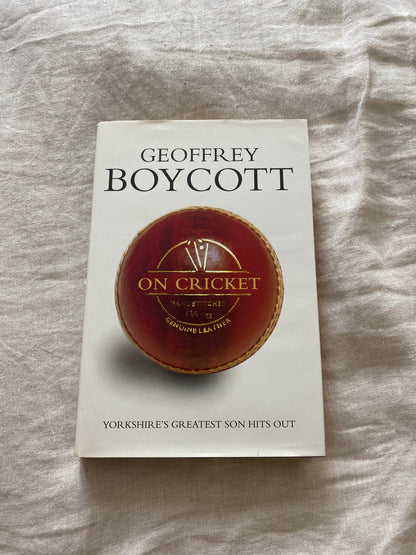 GEOFFREY
BOYCOTT
ON CRICKET
HAND STITCHED
GENUINE LEATHER
YORKSHIRE'S GREATEST SON HITS OUT